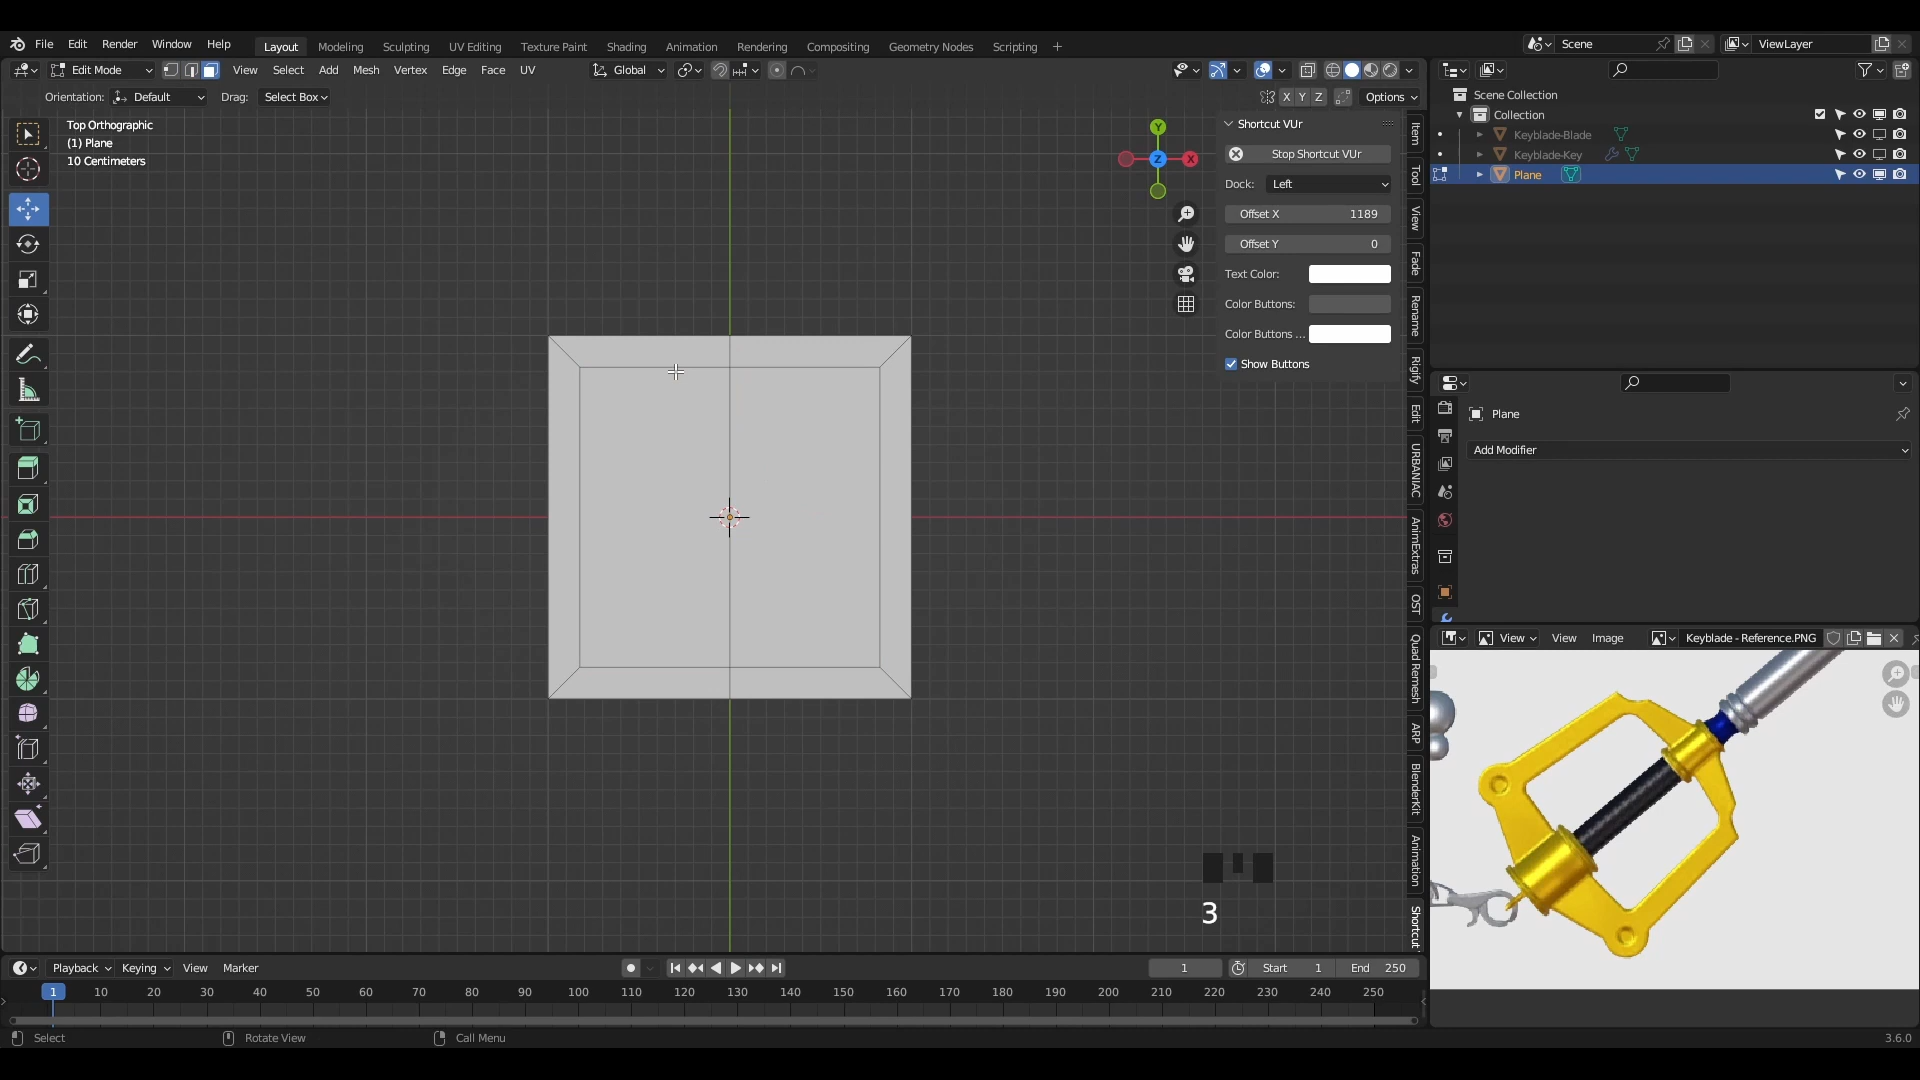 File Edit Render Window Help Layout Modeling Sculpting UV Editing Texture Paint Shading Animation Rendering Compositing Geometry Nodes Scripting + Scene ViewLayer
Edit Mode View Select Add Mesh Vertex Edge Face UV Global
Orientation: Default Drag: Select Box X Y Z Options
Top Orthographic
(1) Plane
10 Centimeters
Y
X
Z
Shortcut VUr
Stop Shortcut VUr
Dock: Left
Offset X 1189
Offset Y 0
Text Color:
Color Buttons:
Color Buttons ...
Show Buttons
Item
Tool
View
Fade
Rename
Rigify
Edit
URBANIAC
AnimExtras
OST
Quad Remesh
ARP
BlenderKit
Animation
Shortcut
Scene Collection
Collection
Keyblade-Blade
Keyblade-Key
Plane
Plane
Add Modifier
View View Image Keyblade - Reference.PNG
3
Playback Keying View Marker 1 Start 1 End 250
1 10 20 30 40 50 60 70 80 90 100 110 120 130 140 150 160 170 180 190 200 210 220 230 240 250
Select Rotate View Call Menu 3.6.0